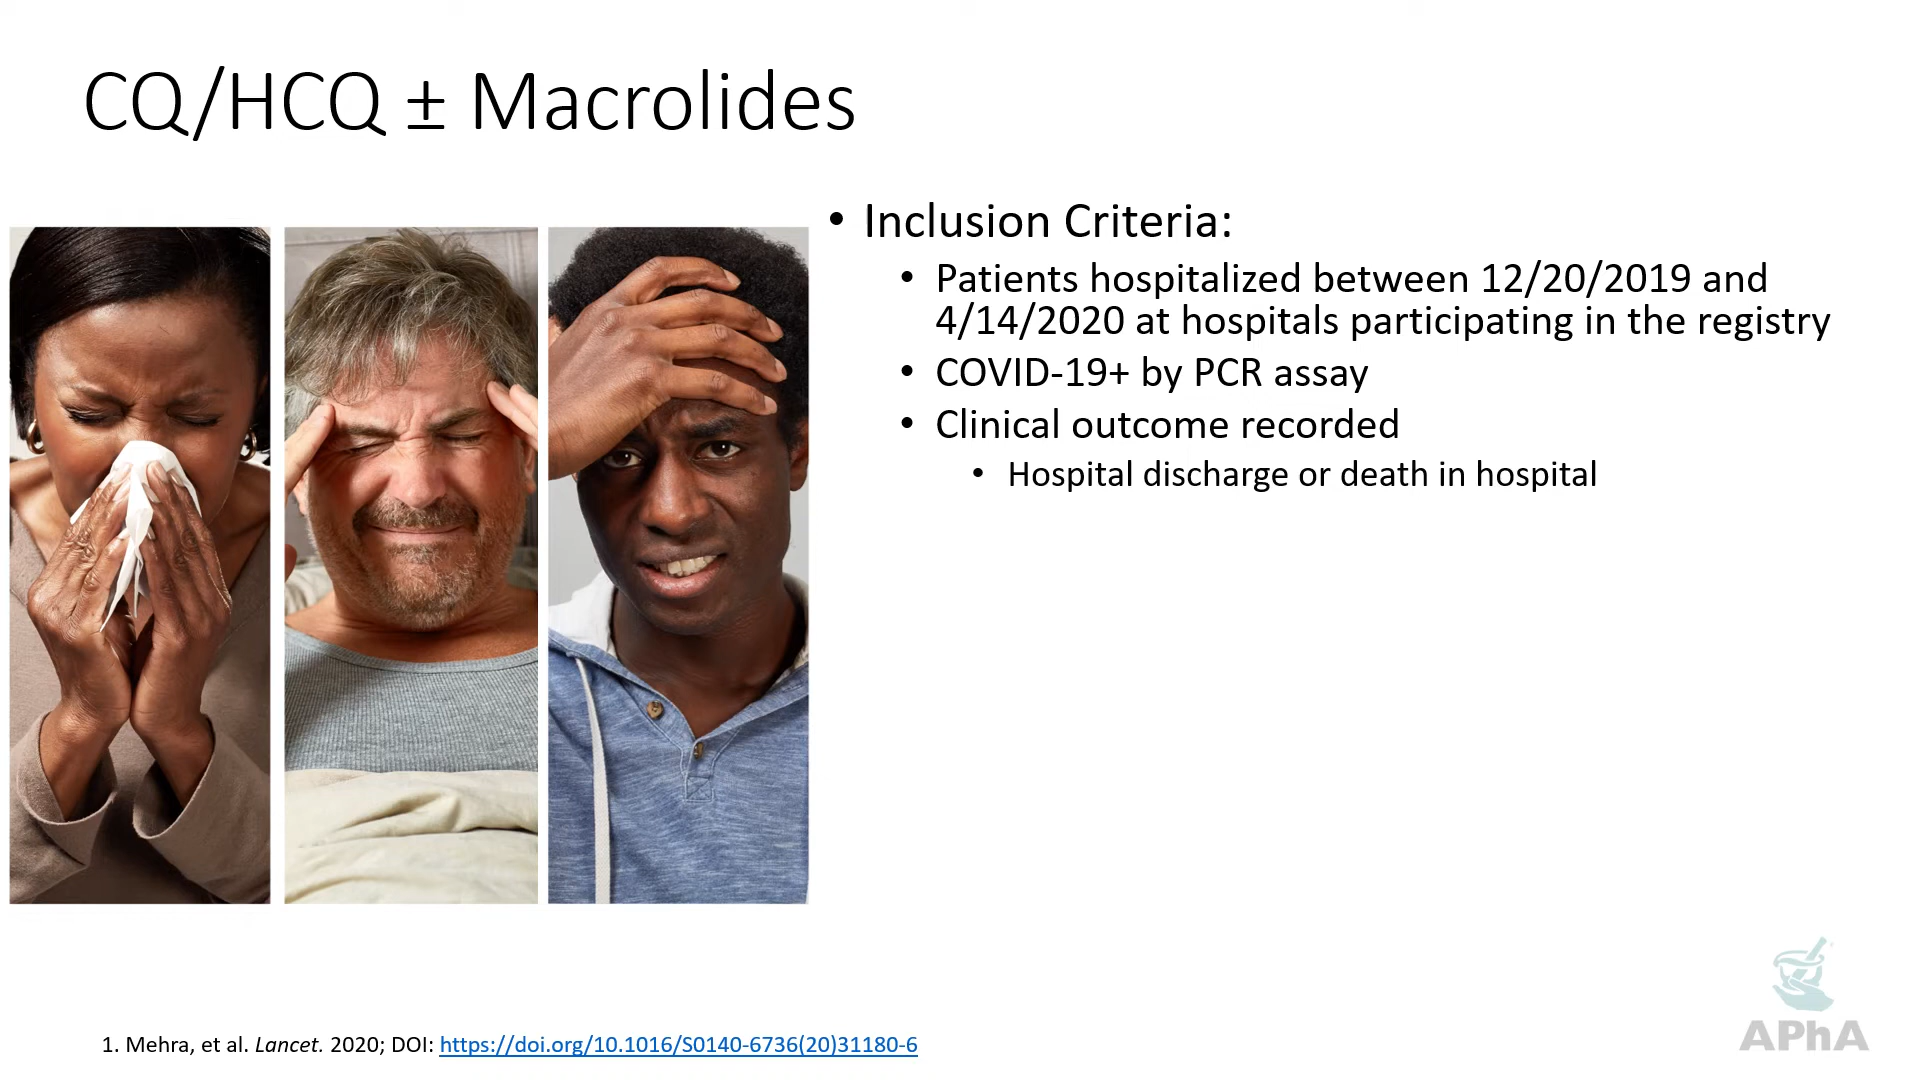 CQ/HCQ ± Macrolides
• Inclusion Criteria:
• Patients hospitalized between 12/20/2019 and
4/14/2020 at hospitals participating in the registry
• COVID-19+ by PCR assay
• Clinical outcome recorded
• Hospital discharge or death in hospital
1. Mehra, et al. Lancet. 2020; DOI: https://doi.org/10.1016/S0140-6736(20)31180-6
APhA